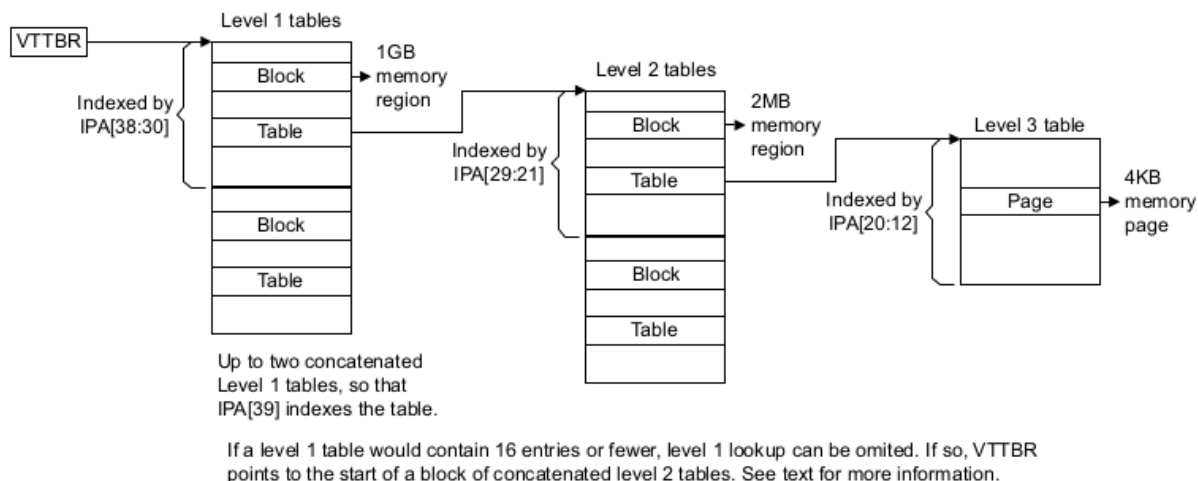 Level 1 tables
VTTBR
Block
1GB
memory
region
Indexed by
IPA[38:30]
Table
Block
Table
Up to two concatenated
Level 1 tables, so that
IPA[39] indexes the table.
Level 2 tables
Block
2MB
memory
region
Indexed by
IPA[29:21]
Table
Block
Table
Level 3 table
Indexed by
IPA[20:12]
Page
4KB
memory
page
If a level 1 table would contain 16 entries or fewer, level 1 lookup can be omited. If so, VTTBR
points to the start of a block of concatenated level 2 tables. See text for more information.